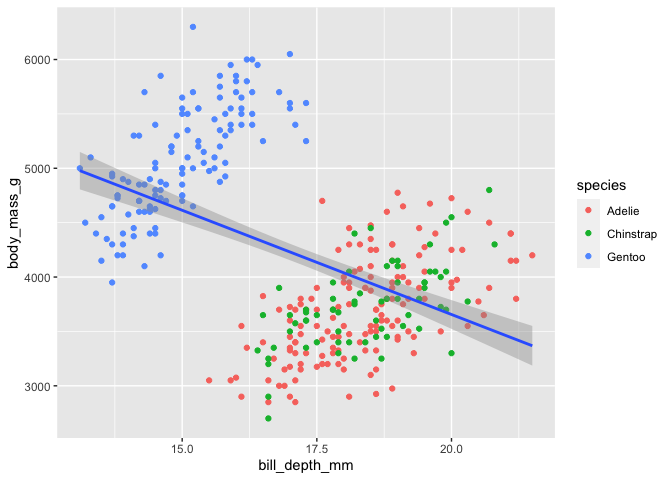 6000
5000
4000
3000
body_mass_g
15.0
17.5
20.0
bill_depth_mm
species
Adelie
Chinstrap
Gentoo